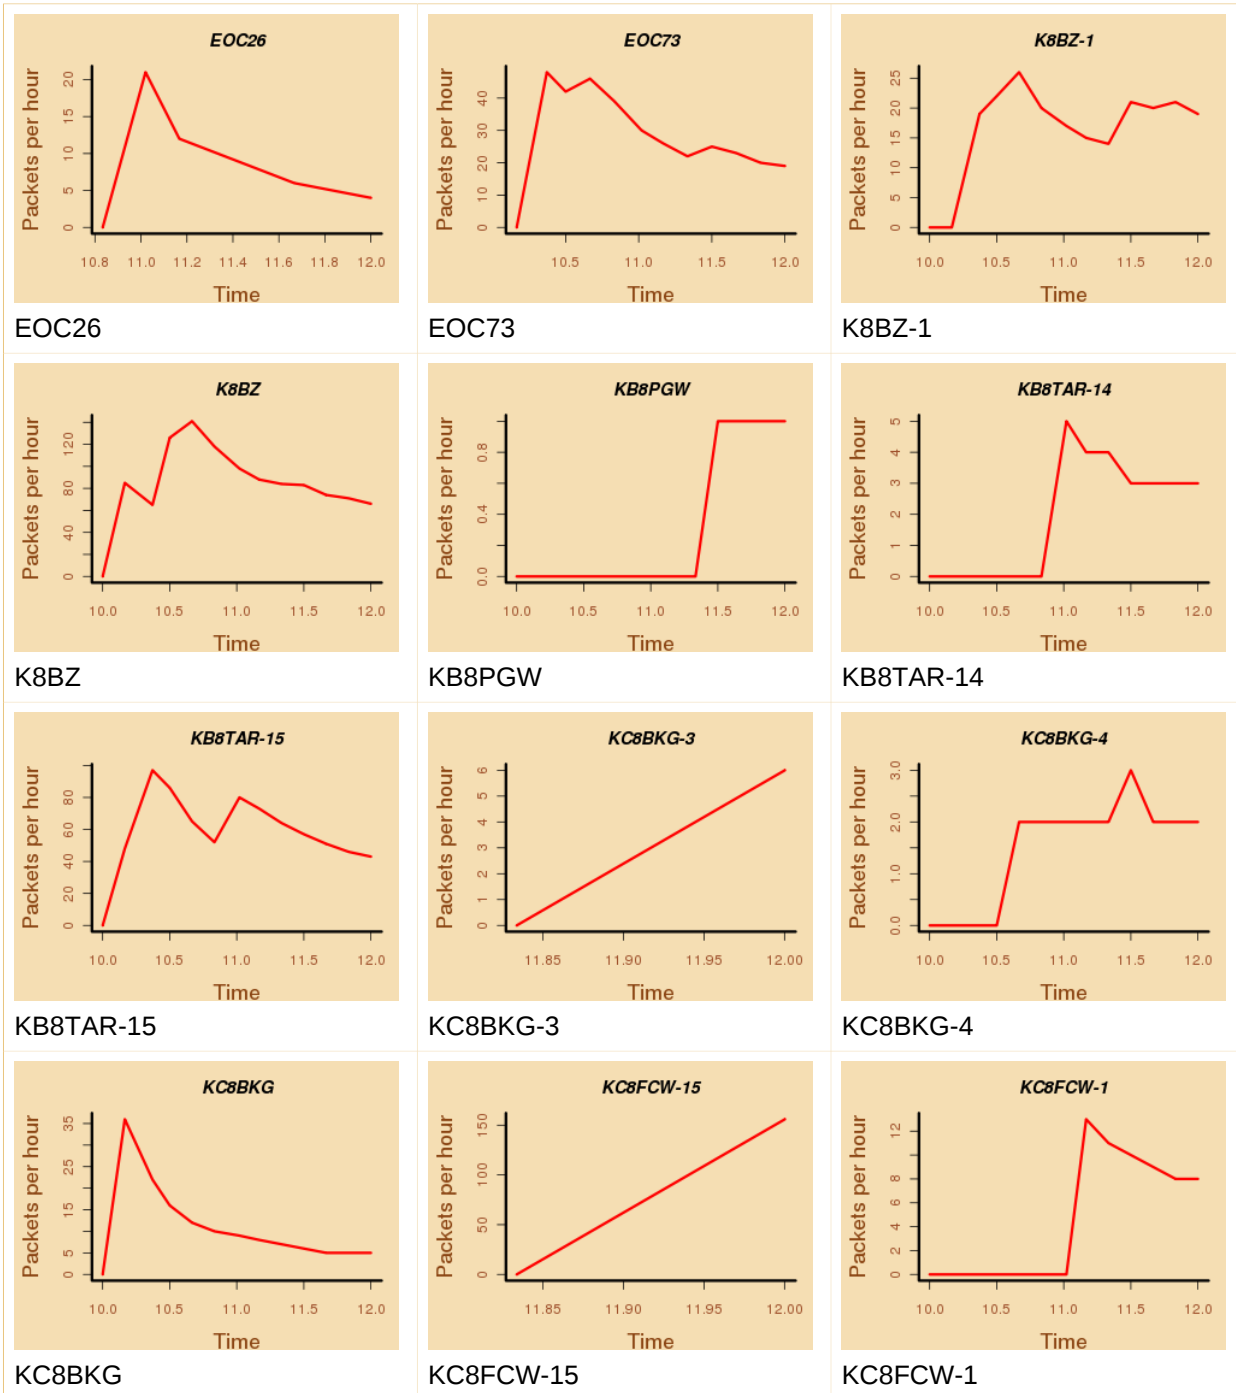 EOC26
Packets per hour
0 5 10 15 20
10.8 11.0 11.2 11.4 11.6 11.8 12.0
Time
EOC26
EOC73
Packets per hour
0 10 20 30 40
10.5 11.0 11.5 12.0
Time
EOC73
K8BZ-1
Packets per hour
0 5 10 15 20 25
10.0 10.5 11.0 11.5 12.0
Time
K8BZ-1
K8BZ
Packets per hour
0 40 80 120
10.0 10.5 11.0 11.5 12.0
Time
K8BZ
KB8PGW
Packets per hour
0.0 0.4 0.8
10.0 10.5 11.0 11.5 12.0
Time
KB8PGW
KB8TAR-14
Packets per hour
0 1 2 3 4 5
10.0 10.5 11.0 11.5 12.0
Time
KB8TAR-14
KB8TAR-15
Packets per hour
0 20 40 60 80
10.0 10.5 11.0 11.5 12.0
Time
KB8TAR-15
KC8BKG-3
Packets per hour
0 1 2 3 4 5 6
11.85 11.90 11.95 12.00
Time
KC8BKG-3
KC8BKG-4
Packets per hour
0.0 1.0 2.0 3.0
10.0 10.5 11.0 11.5 12.0
Time
KC8BKG-4
KC8BKG
Packets per hour
0 5 15 25 35
10.0 10.5 11.0 11.5 12.0
Time
KC8BKG
KC8FCW-15
Packets per hour
0 50 100 150
11.85 11.90 11.95 12.00
Time
KC8FCW-15
KC8FCW-1
Packets per hour
0 2 4 6 8 12
10.0 10.5 11.0 11.5 12.0
Time
KC8FCW-1